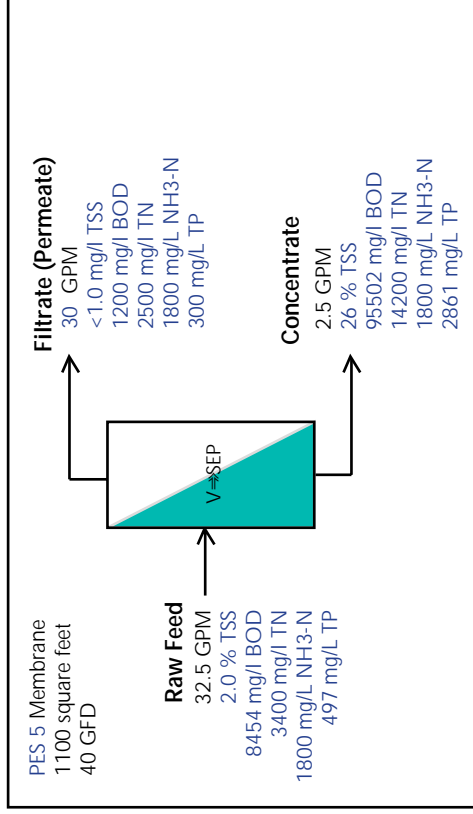 PES 5 Membrane
1100 square feet
40 GFD
Raw Feed
32.5 GPM
2.0 % TSS
8454 mg/l BOD
3400 mg/l TN
1800 mg/L NH3-N
497 mg/L TP
V⇒SEP
Filtrate (Permeate)
30 GPM
<1.0 mg/l TSS
1200 mg/l BOD
2500 mg/l TN
1800 mg/L NH3-N
300 mg/L TP
Concentrate
2.5 GPM
26 % TSS
95502 mg/l BOD
14200 mg/l TN
1800 mg/L NH3-N
2861 mg/L TP